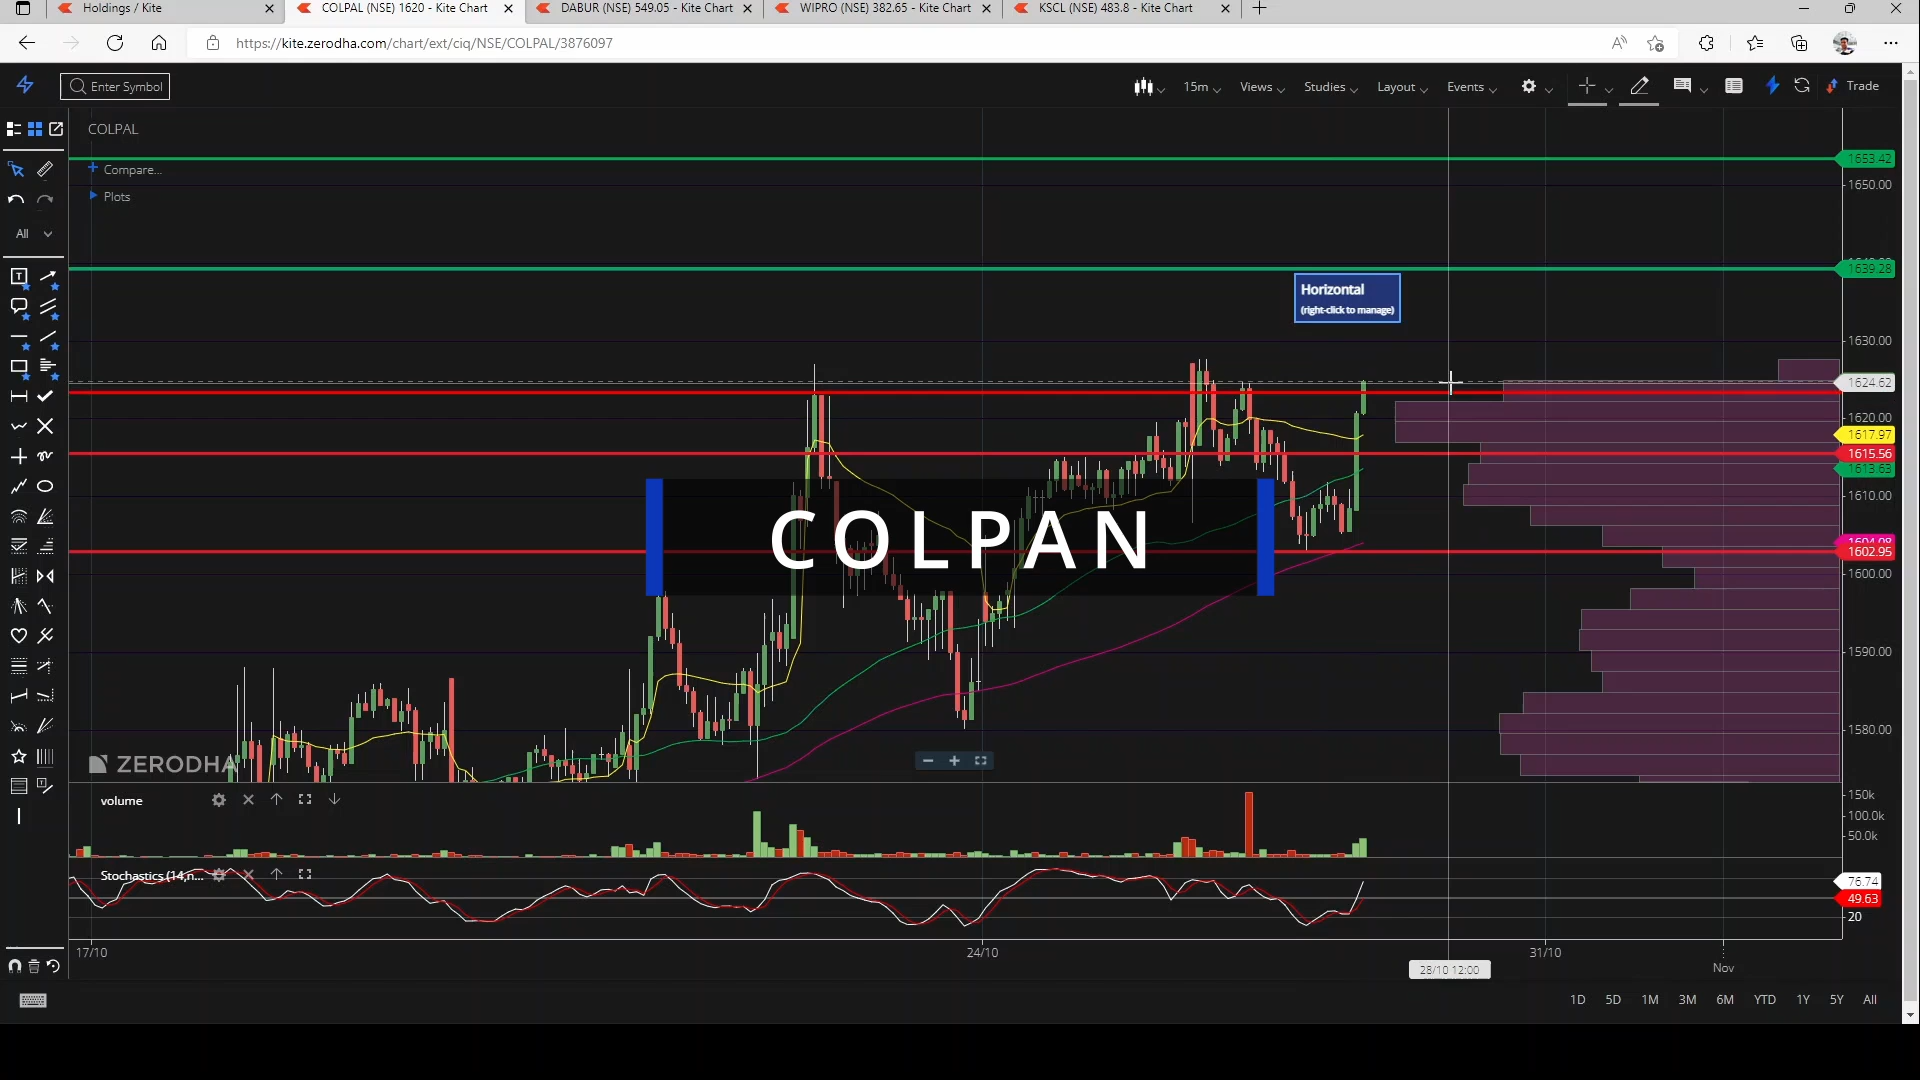 Holdings / Kite
COLPAL (NSE) 1620 - Kite Chart
DABUR (NSE) 549.05 - Kite Chart
WIPRO (NSE) 382.65 - Kite Chart
KSCL (NSE) 483.8 - Kite Chart
https://kite.zerodha.com/chart/ext/ciq/NSE/COLPAL/3876097
Enter Symbol
15m
Views
Studies
Layout
Events
Trade
COLPAL
Compare...
Plots
All
Horizontal
(right-click to manage)
1653.42
1650.00
1639.28
1630.00
1624.62
1620.00
1617.97
1615.56
1613.63
1610.00
1604.08
1602.95
1600.00
1590.00
1580.00
COLPAN
ZERODHA
volume
150k
100.0k
50.0k
Stochastics (14,n...
76.74
49.63
20
17/10
24/10
28/10 12:00
31/10
Nov
1D 5D 1M 3M 6M YTD 1Y 5Y All